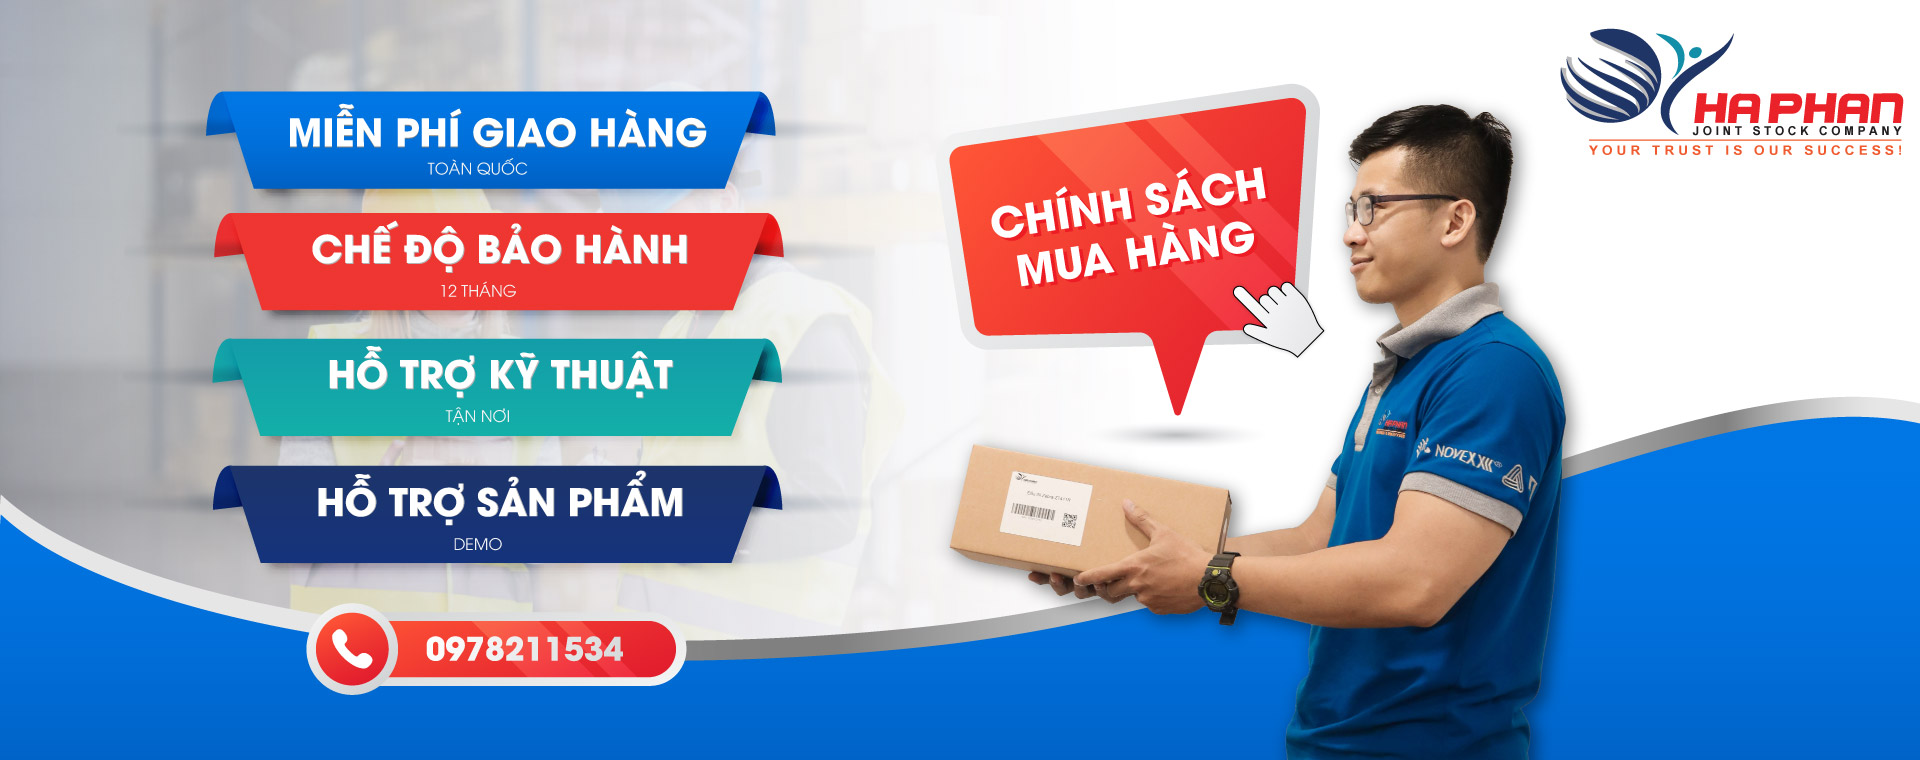 MIỄN PHÍ GIAO HÀNG
TOÀN QUỐC
CHẾ ĐỘ BẢO HÀNH
12 THÁNG
HỖ TRỢ KỸ THUẬT
TẬN NƠI
HỖ TRỢ SẢN PHẨM
DEMO
0978211534
CHÍNH SÁCH
MUA HÀNG
HA PHAN
JOINT STOCK COMPANY
YOUR TRUST IS OUR SUCCESS!
HAPHAN
NOVEXX